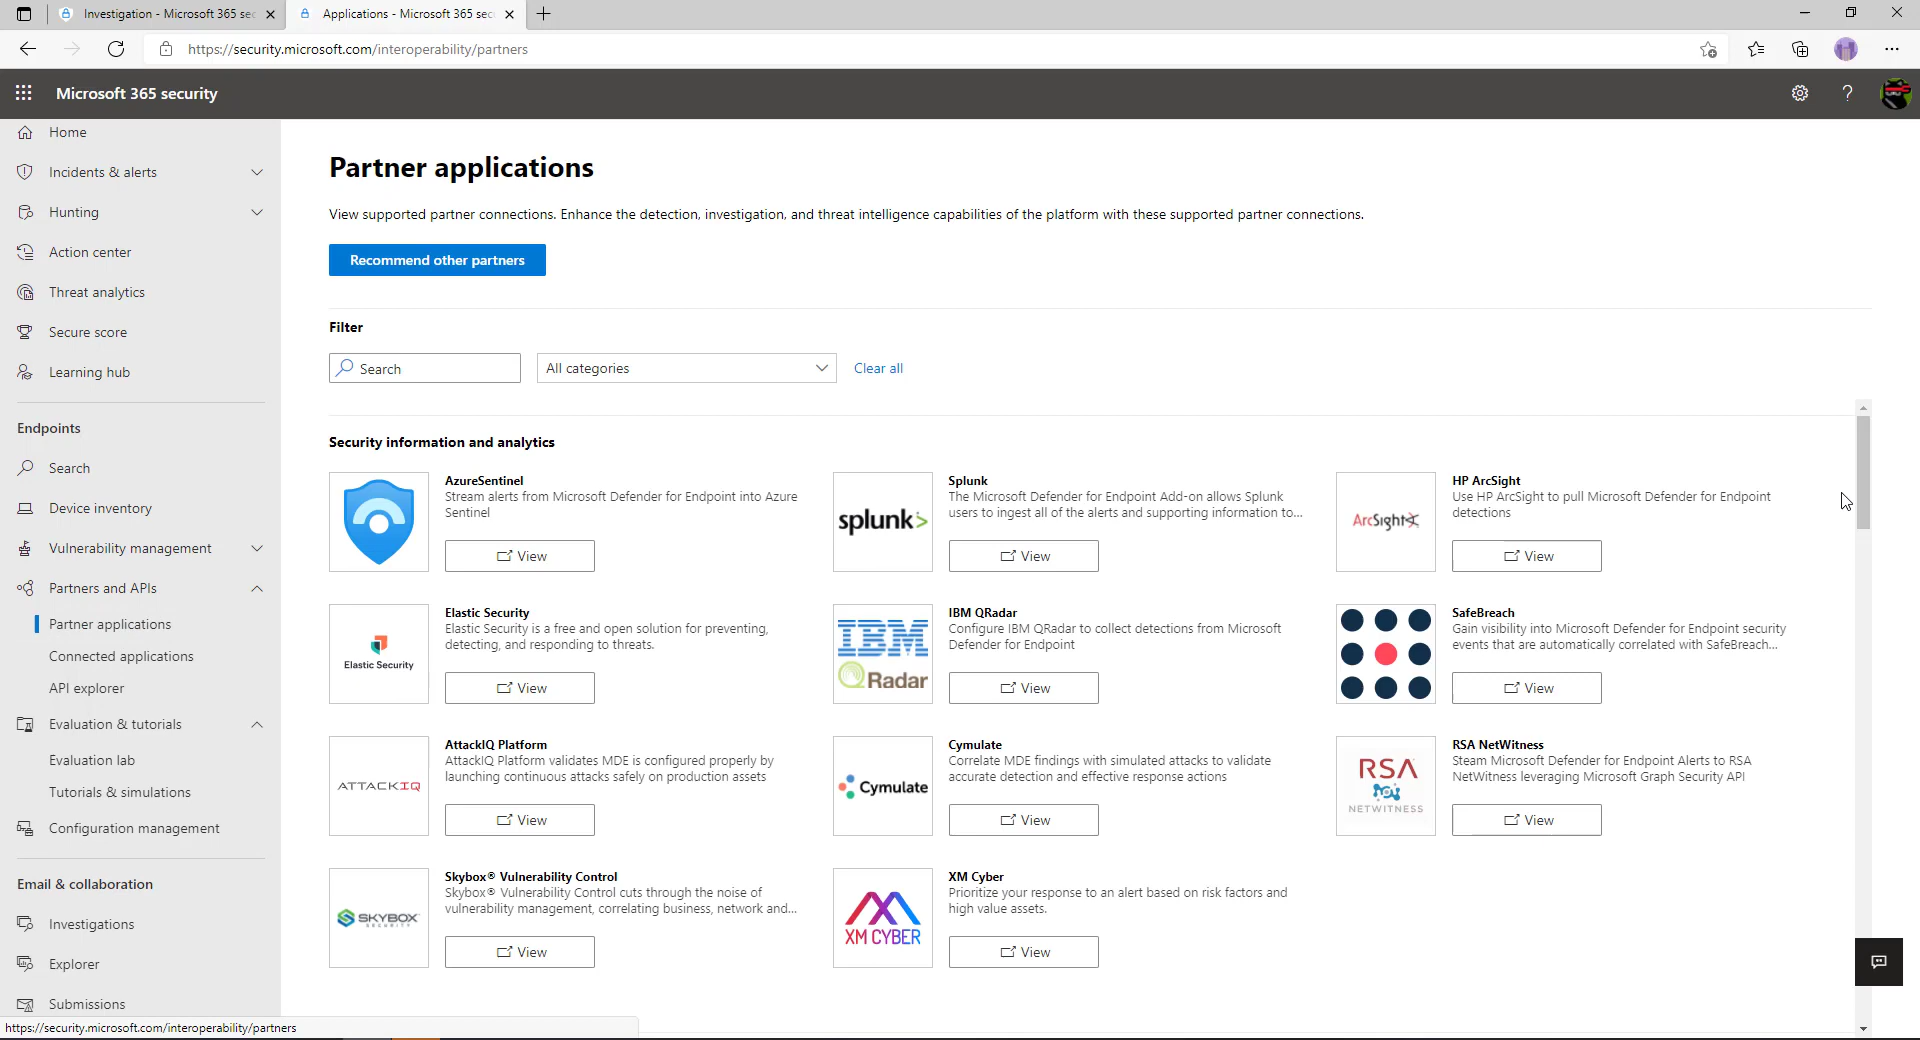 Investigation - Microsoft 365 sec
Applications - Microsoft 365 sec
https://security.microsoft.com/interoperability/partners
Microsoft 365 security
?
Home
Incidents & alerts
Hunting
Action center
Threat analytics
Secure score
Learning hub
Endpoints
Search
Device inventory
Vulnerability management
Partners and APIs
Partner applications
Connected applications
API explorer
Evaluation & tutorials
Evaluation lab
Tutorials & simulations
Configuration management
Email & collaboration
Investigations
Explorer
Submissions
https://security.microsoft.com/interoperability/partners
Partner applications
View supported partner connections. Enhance the detection, investigation, and threat intelligence capabilities of the platform with these supported partner connections.
Recommend other partners
Filter
Search
All categories
Clear all
Security information and analytics
AzureSentinel
Stream alerts from Microsoft Defender for Endpoint into Azure
Sentinel
View
splunk>
Splunk
The Microsoft Defender for Endpoint Add-on allows Splunk
users to ingest all of the alerts and supporting information to...
View
ArcSight
HP ArcSight
Use HP ArcSight to pull Microsoft Defender for Endpoint
detections
View
Elastic Security
Elastic Security
Elastic Security is a free and open solution for preventing,
detecting, and responding to threats.
View
IBM
QRadar
IBM QRadar
Configure IBM QRadar to collect detections from Microsoft
Defender for Endpoint
View
SafeBreach
Gain visibility into Microsoft Defender for Endpoint security
events that are automatically correlated with SafeBreach...
View
ATTACKIQ
AttackIQ Platform
AttackIQ Platform validates MDE is configured properly by
launching continuous attacks safely on production assets
View
Cymulate
Cymulate
Correlate MDE findings with simulated attacks to validate
accurate detection and effective response actions
View
RSA
NETWITNESS
RSA NetWitness
Steam Microsoft Defender for Endpoint Alerts to RSA
NetWitness leveraging Microsoft Graph Security API
View
SKYBOX
SECURITY
Skybox® Vulnerability Control
Skybox® Vulnerability Control cuts through the noise of
vulnerability management, correlating business, network and...
View
XM CYBER
XM Cyber
Prioritize your response to an alert based on risk factors and
high value assets.
View